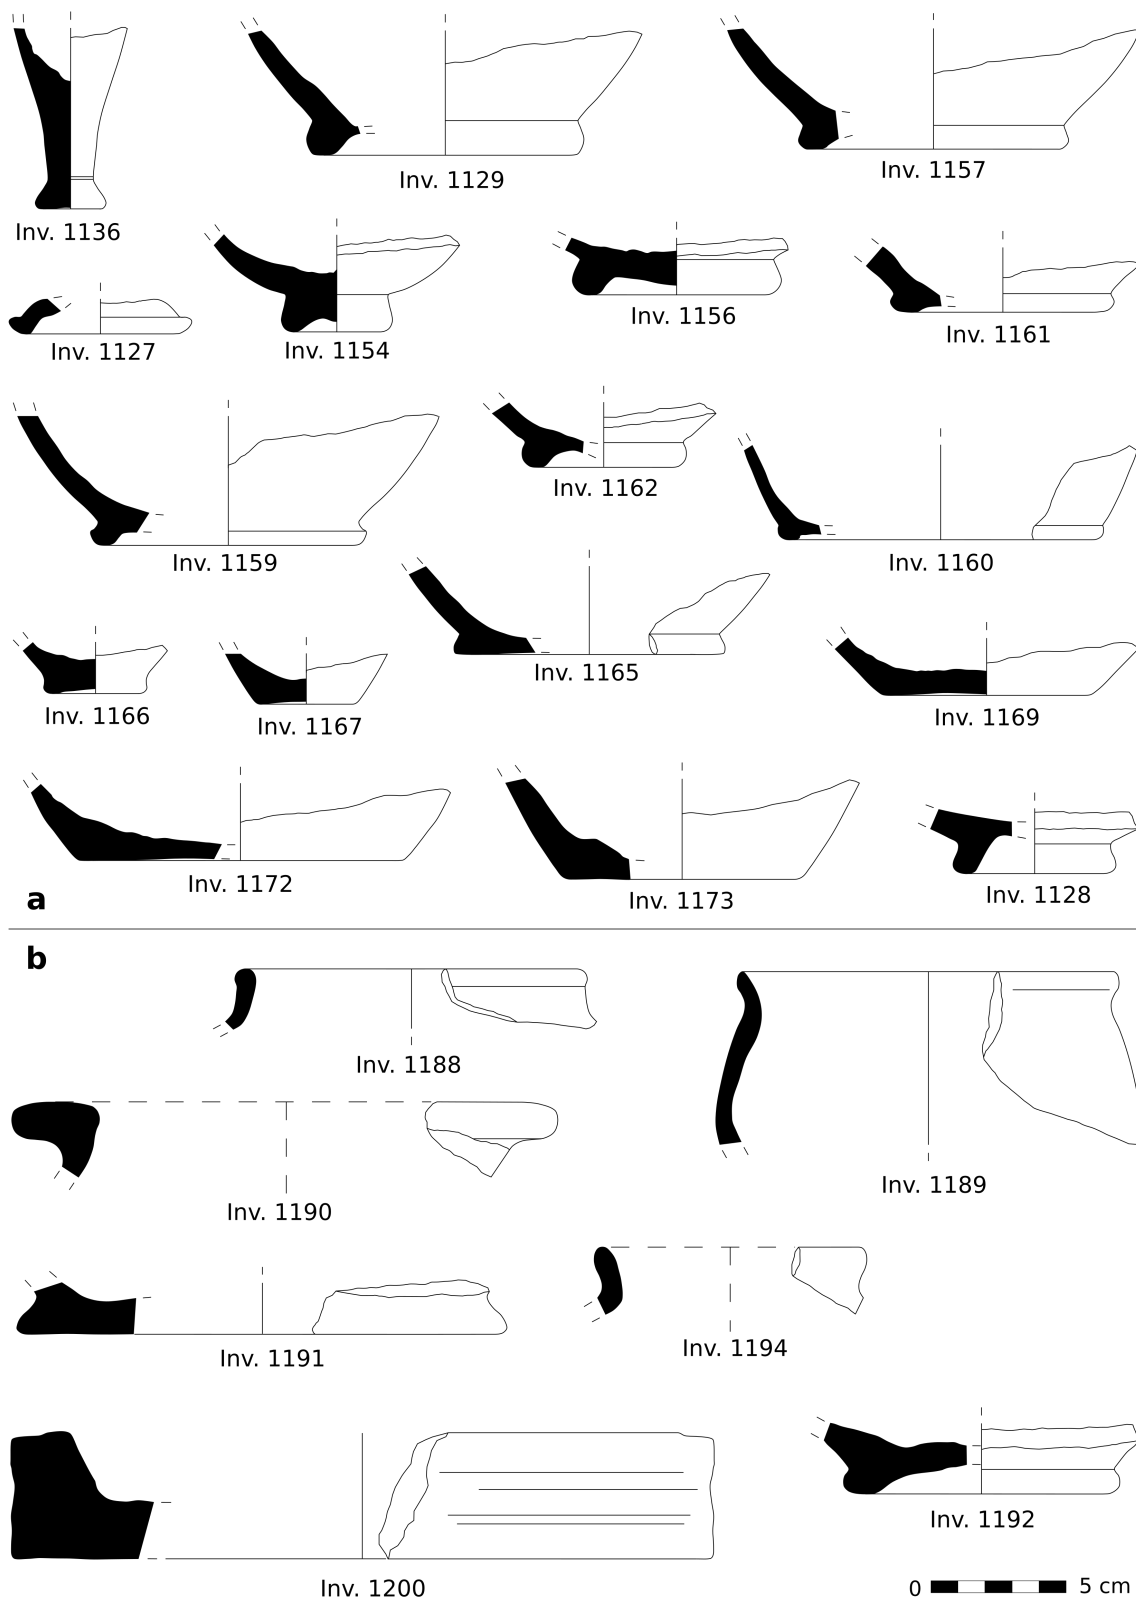 Inv. 1136
Inv. 1129
Inv. 1157
Inv. 1127
Inv. 1154
Inv. 1156
Inv. 1161
Inv. 1159
Inv. 1162
Inv. 1160
Inv. 1165
Inv. 1166
Inv. 1167
Inv. 1169
Inv. 1172
Inv. 1173
Inv. 1128
a
b
Inv. 1188
Inv. 1189
Inv. 1190
Inv. 1191
Inv. 1194
Inv. 1192
Inv. 1200
0 5 cm